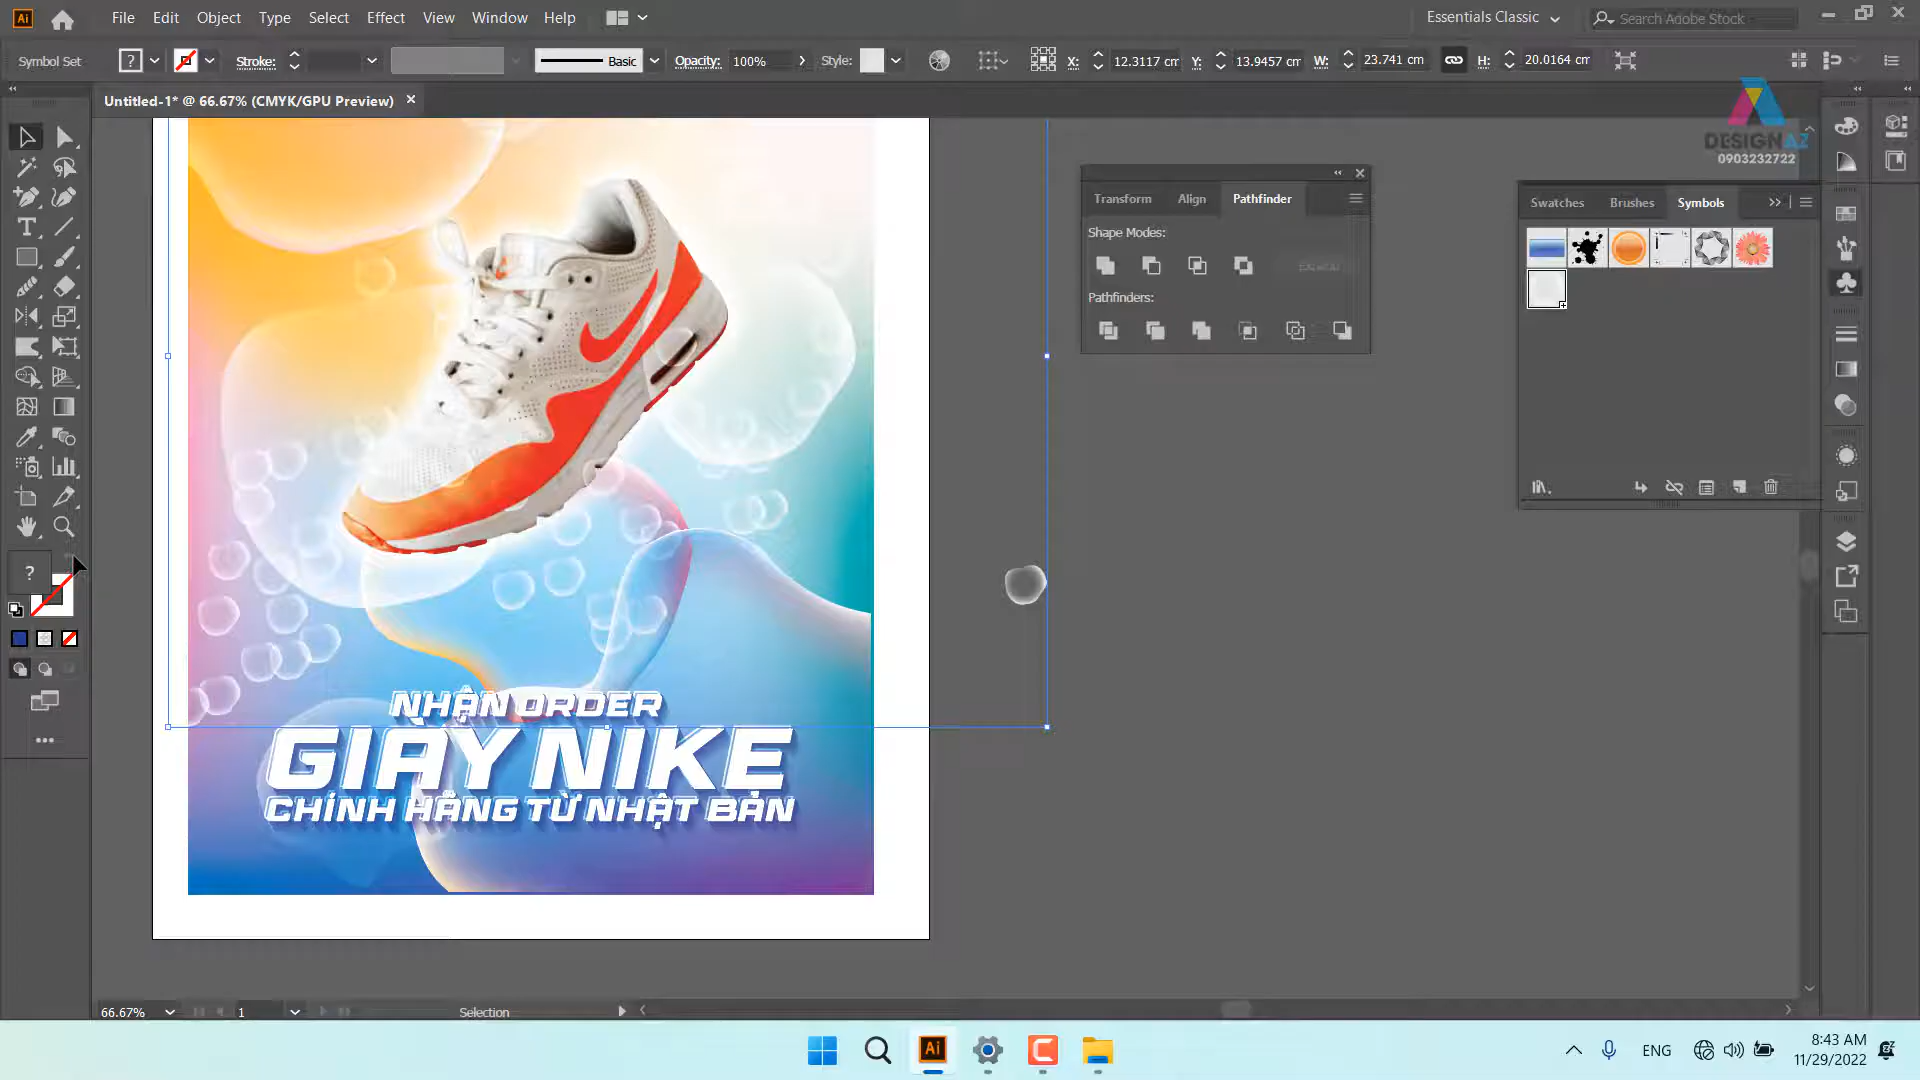 Ai File Edit Object Type Select Effect View Window Help Essentials Classic Search Adobe Stock
Symbol Set ? Stroke: Basic Opacity: 100% Style: X: 12.3117 cm Y: 13.9457 cm W: 23.741 cm H: 20.0164 cm
Untitled-1* @ 66.67% (CMYK/GPU Preview)
DESIGN AZ
0903232722
Transform Align Pathfinder
Shape Modes:
Pathfinders:
Swatches Brushes Symbols
?
NHẬN ORDER
GIÀY NIKE
CHÍNH HÃNG TỪ NHẬT BẢN
66.67% 1 Selection
Ai
ENG
8:43 AM
11/29/2022